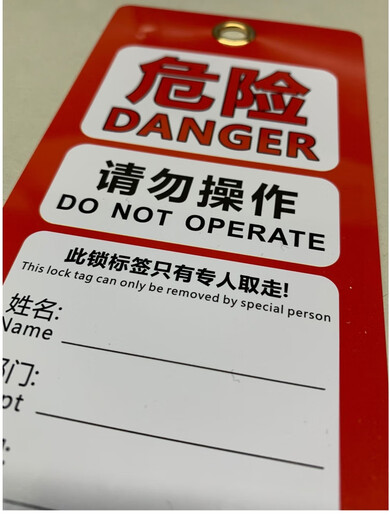 危险
DANGER
请勿操作
DO NOT OPERATE
此锁标签只有专人取走!
This lock tag can only be removed by special person
姓名:
Name
部门:
pt